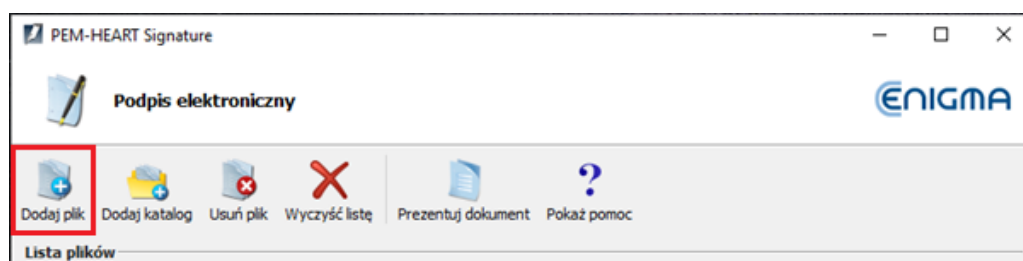 PEM-HEART Signature
Podpis elektroniczny
ENIGMA
Dodaj plik Dodaj katalog Usuń plik Wyczyść listę Prezentuj dokument Pokaż pomoc
Lista plików